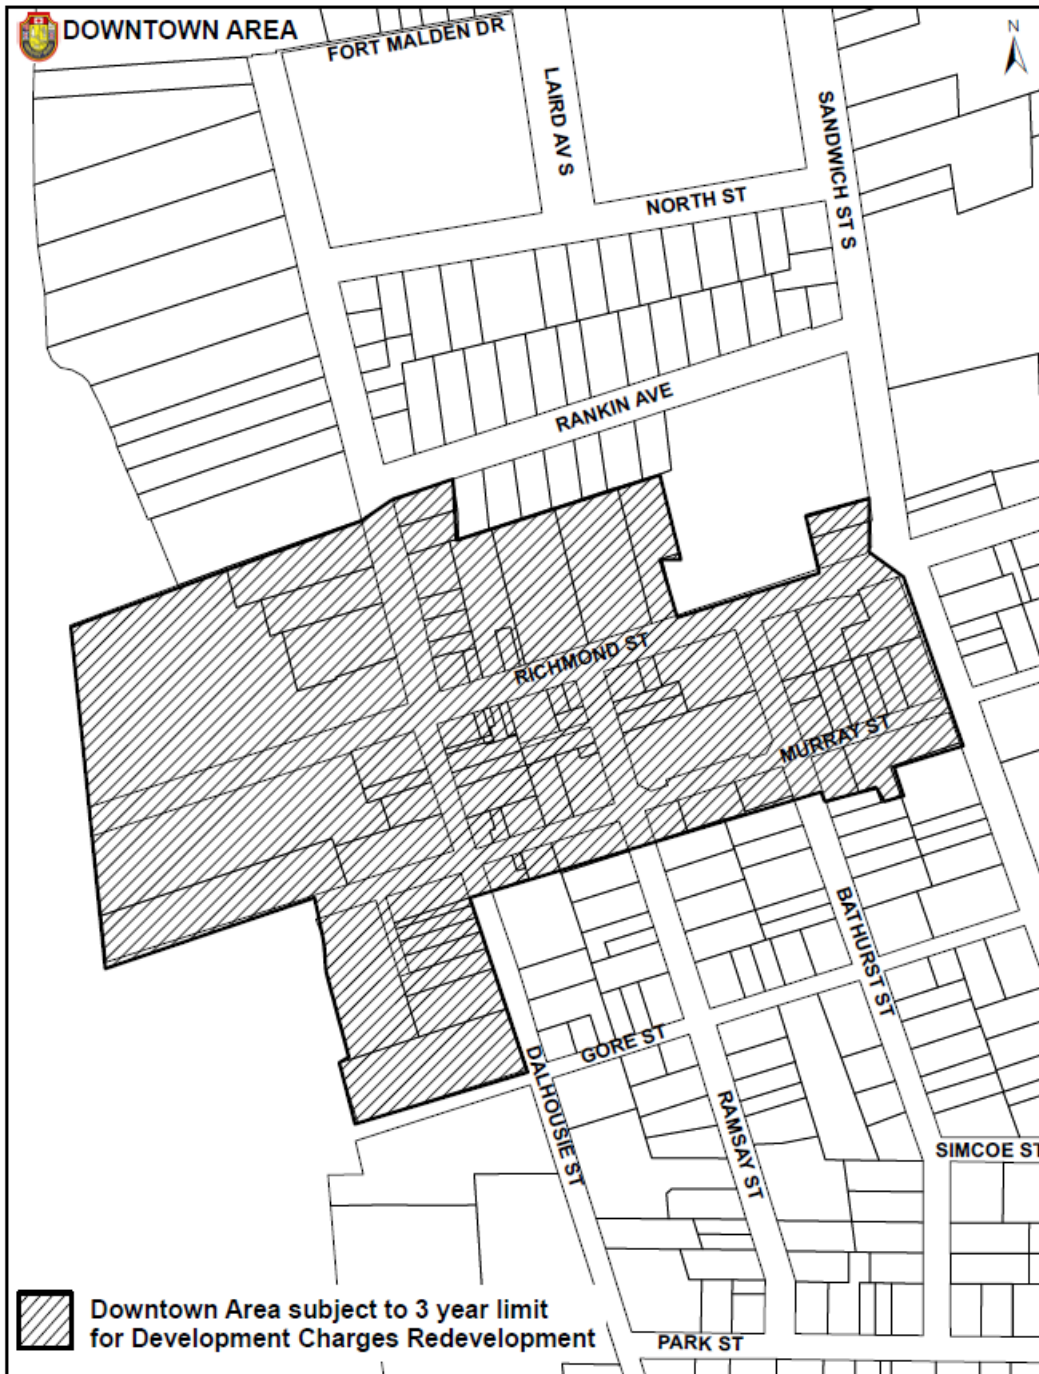 DOWNTOWN AREA
N
FORT MALDEN DR
LAIRD AV S
SANDWICH ST S
NORTH ST
RANKIN AVE
RICHMOND ST
MURRAY ST
BATHURST ST
GORE ST
DALHOUSIE ST
RAMSAY ST
SIMCOE ST
Downtown Area subject to 3 year limit
for Development Charges Redevelopment
PARK ST